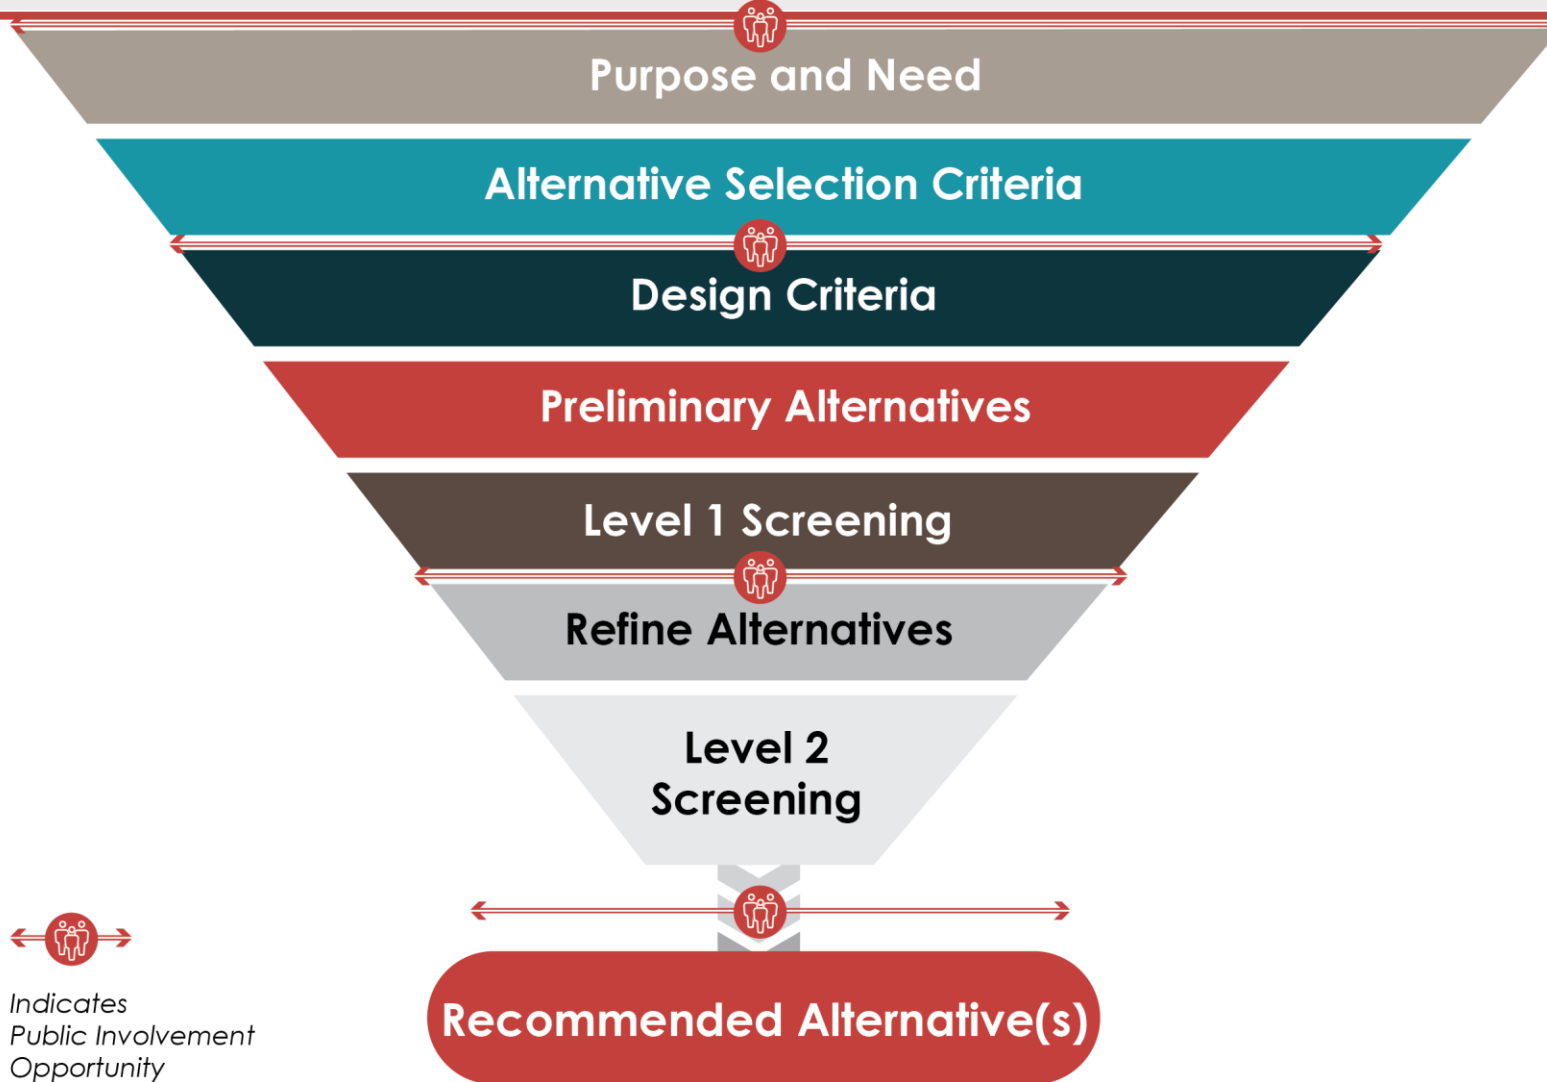 Purpose and Need
Alternative Selection Criteria
Design Criteria
Preliminary Alternatives
Level 1 Screening
Refine Alternatives
Level 2
Screening
Recommended Alternative(s)
Indicates
Public Involvement
Opportunity